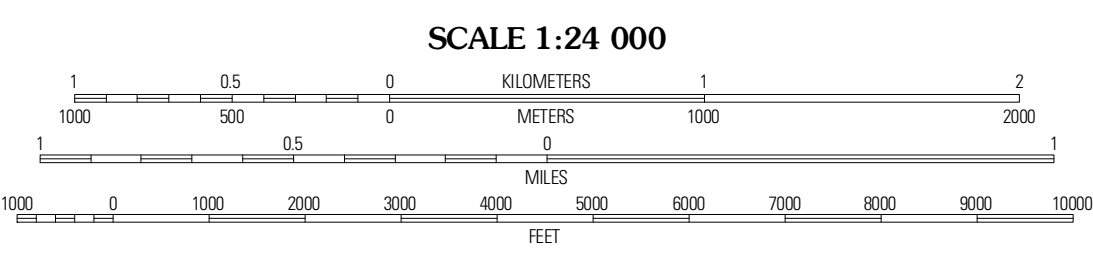 SCALE 1:24 000
1 0.5 0 KILOMETERS 1 2
1000 500 0 METERS 1000 2000
1 0.5 0 1
MILES
1000 0 1000 2000 3000 4000 5000 6000 7000 8000 9000 10000
FEET